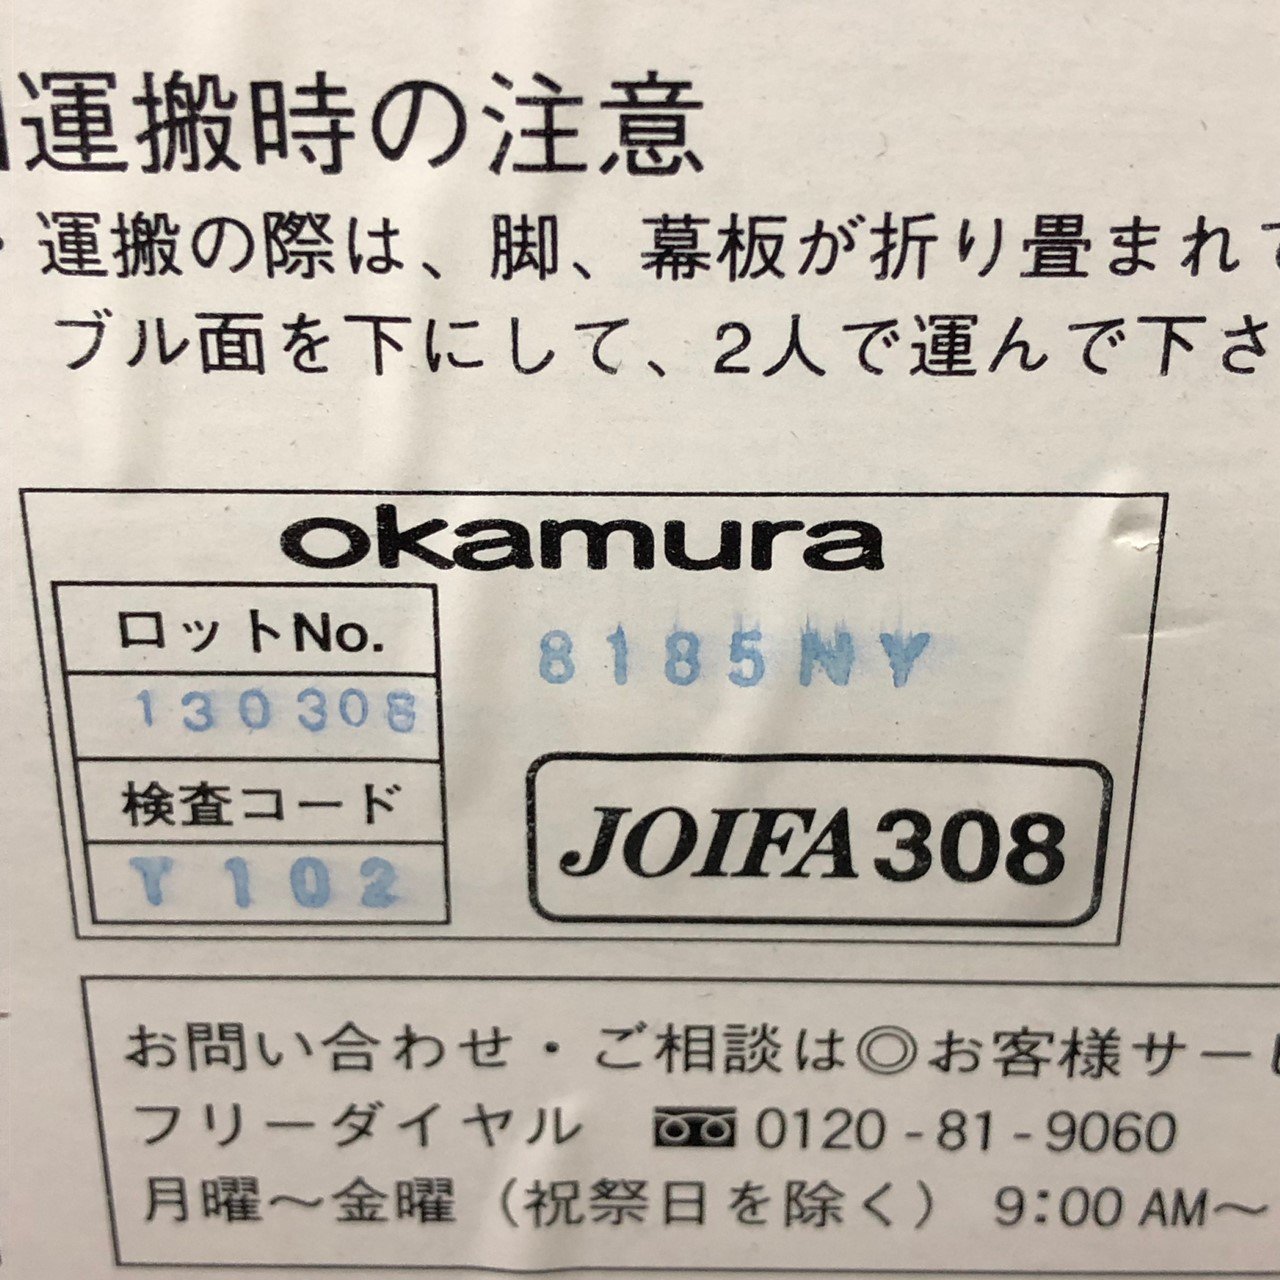 運搬時の注意
・運搬の際は、脚、幕板が折り畳まれて
ブル面を下にして、2人で運んで下さ
okamura
ロットNo.
8185NY
130308
検査コード
JOIFA308
Y102
お問い合わせ・ご相談は◎お客様サービ
フリーダイヤル 0120-81-9060
月曜～金曜（祝祭日を除く） 9:00 AM～